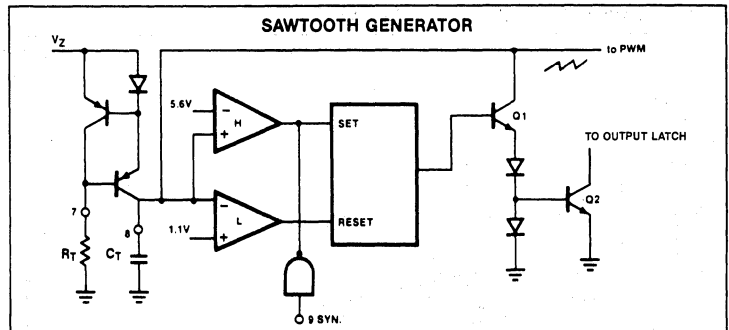 SAWTOOTH GENERATOR
VZ
to PWM
5.6V
−
H
+
SET
Q1
TO OUTPUT LATCH
7
8
−
L
+
1.1V
RESET
Q2
RT
CT
9 SYN.